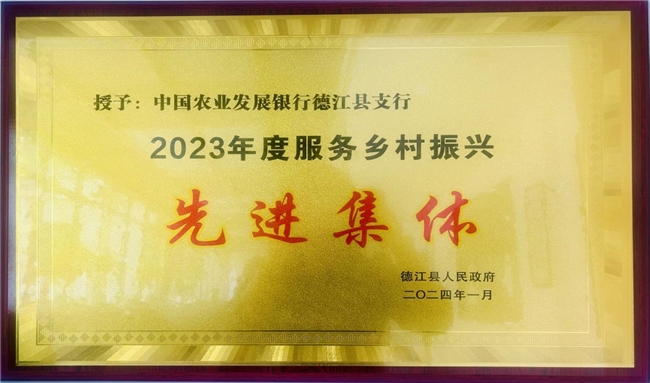 授予：中国农业发展银行德江县支行
2023年度服务乡村振兴
先进集体
德江县人民政府
二〇二四年一月